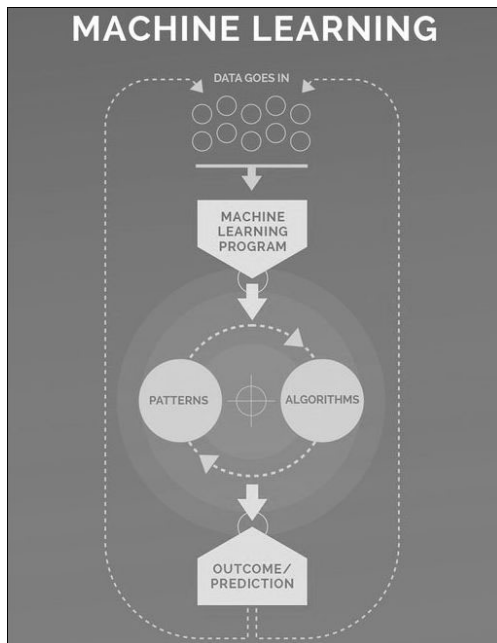 MACHINE LEARNING
DATA GOES IN
MACHINE
LEARNING
PROGRAM
PATTERNS
ALGORITHMS
OUTCOME/
PREDICTION